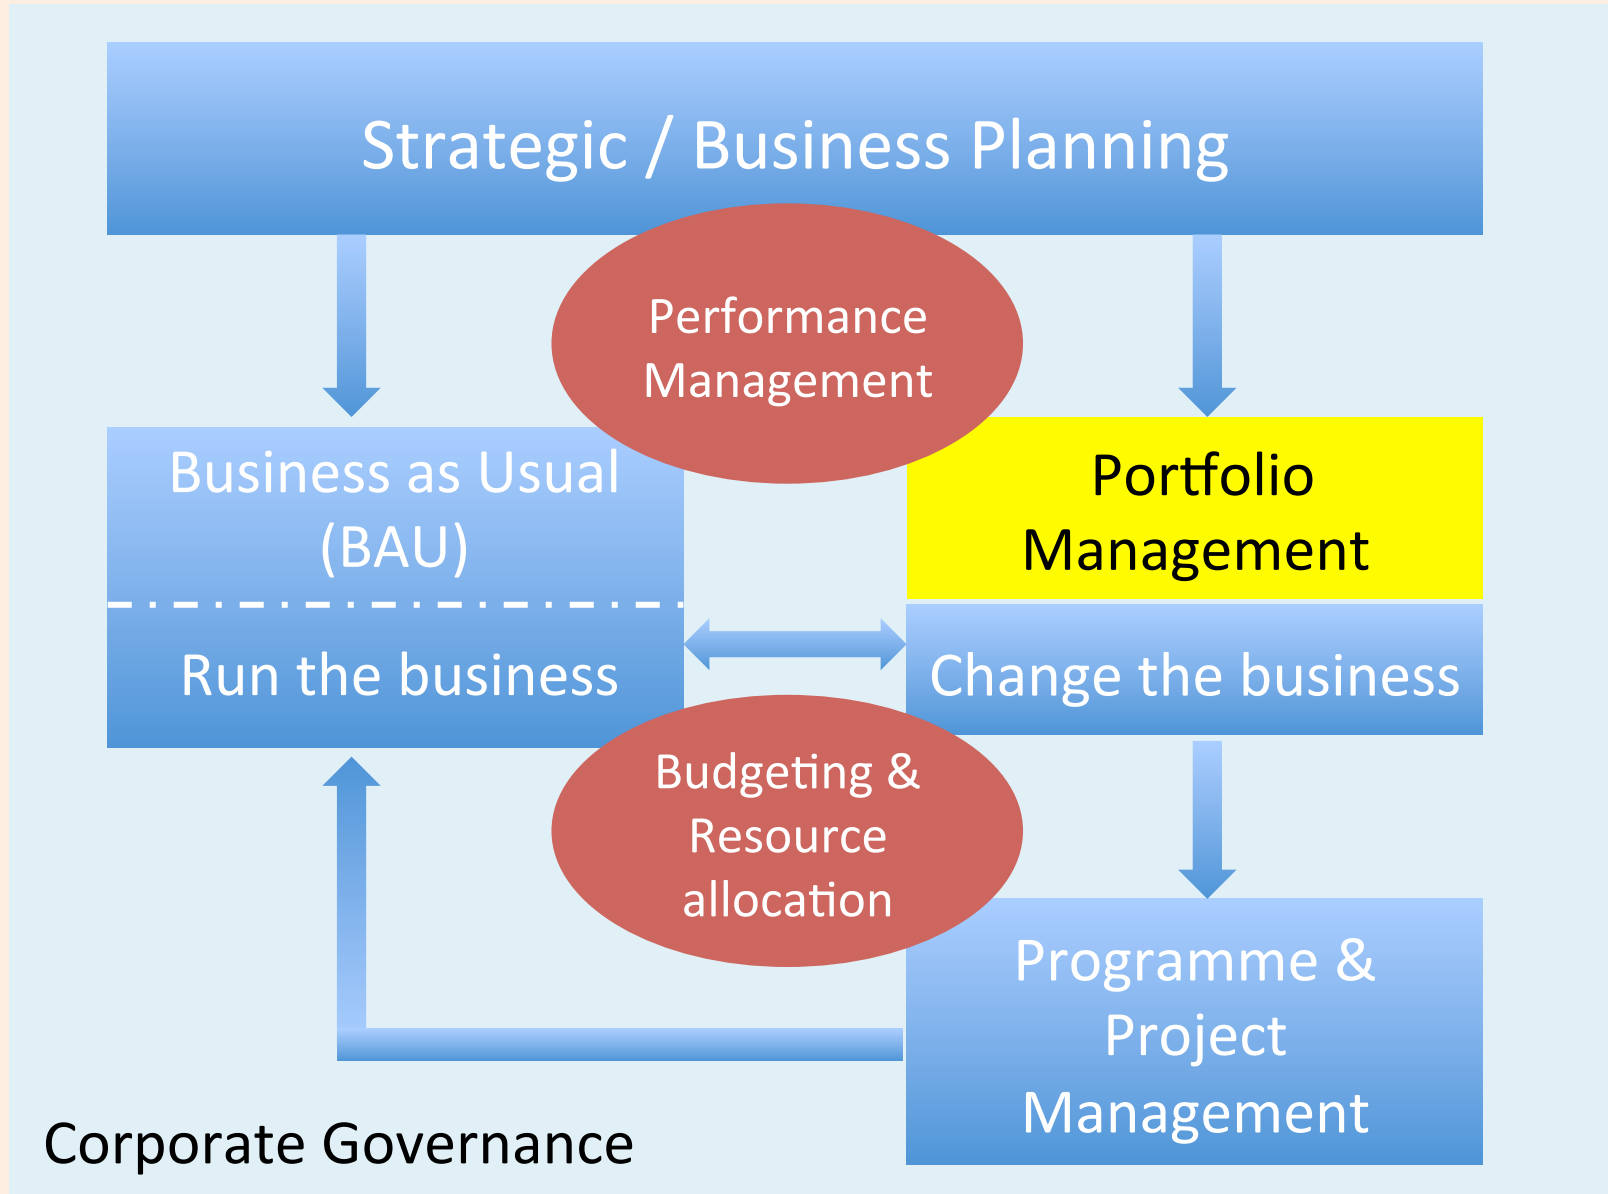 Strategic / Business Planning
Performance
Management
Business as Usual
(BAU)
Portfolio
Management
Run the business
Change the business
Budgeting &
Resource
allocation
Programme &
Project
Management
Corporate Governance